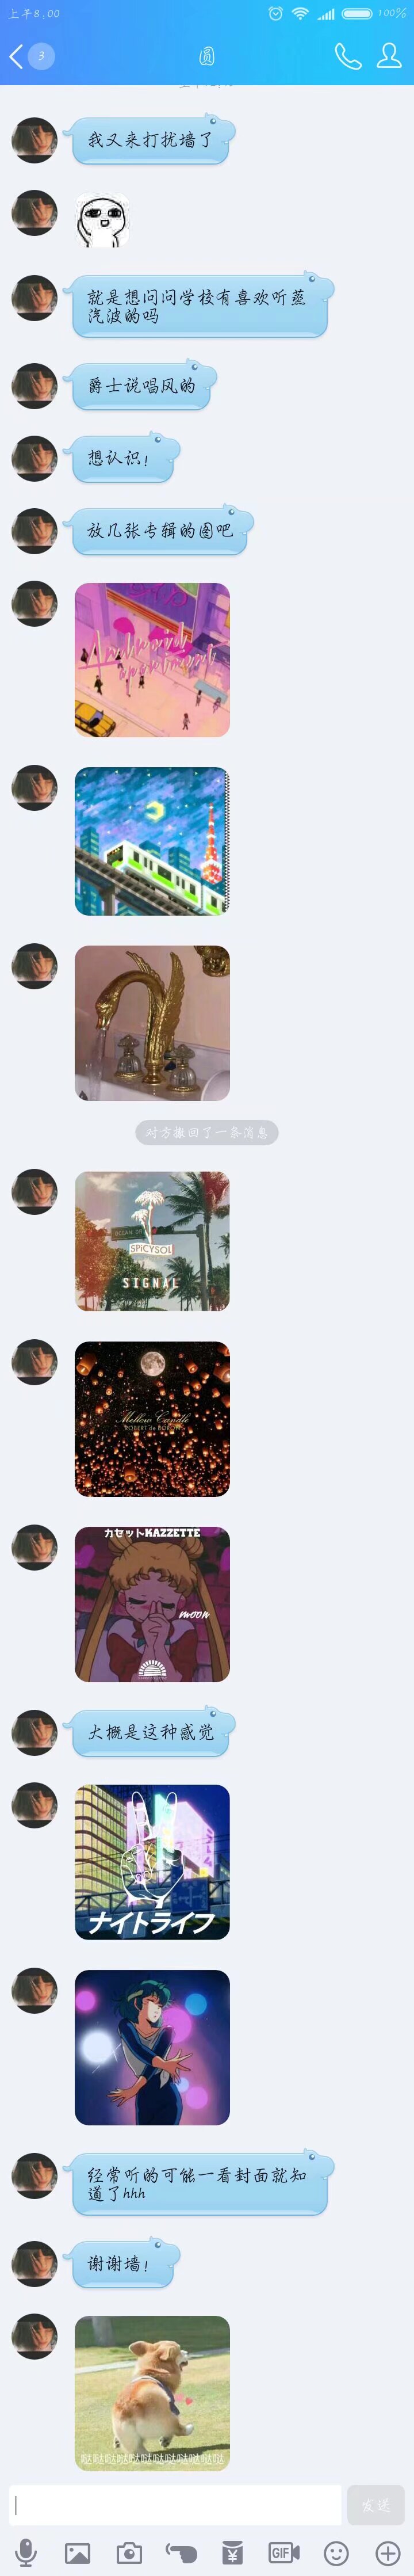 上午8:00
100%
3
圆
我又来打扰墙了
就是想问问学校有喜欢听蒸
汽波的吗
爵士说唱风的
想认识!
放几张专辑的图吧
Android
apartment
对方撤回了一条消息
OCEAN DR
SPiCYSOL
SIGNAL
Mellow Candle
ROBERT de BORON
カセットKAZZETTE
moon
大概是这种感觉
ナイトライフ
经常听的可能一看封面就知
道了hhh
谢谢墙!
哒哒哒哒哒哒哒哒哒哒哒
发送
GIF